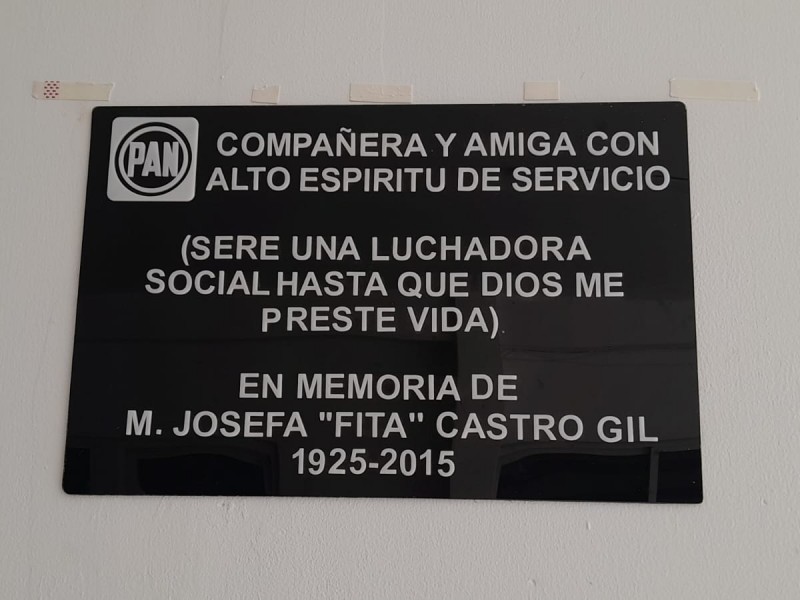 PAN
COMPAÑERA Y AMIGA CON
ALTO ESPIRITU DE SERVICIO
(SERE UNA LUCHADORA
SOCIAL HASTA QUE DIOS ME
PRESTE VIDA).
EN MEMORIA DE
M. JOSEFA "FITA" CASTRO GIL
1925-2015